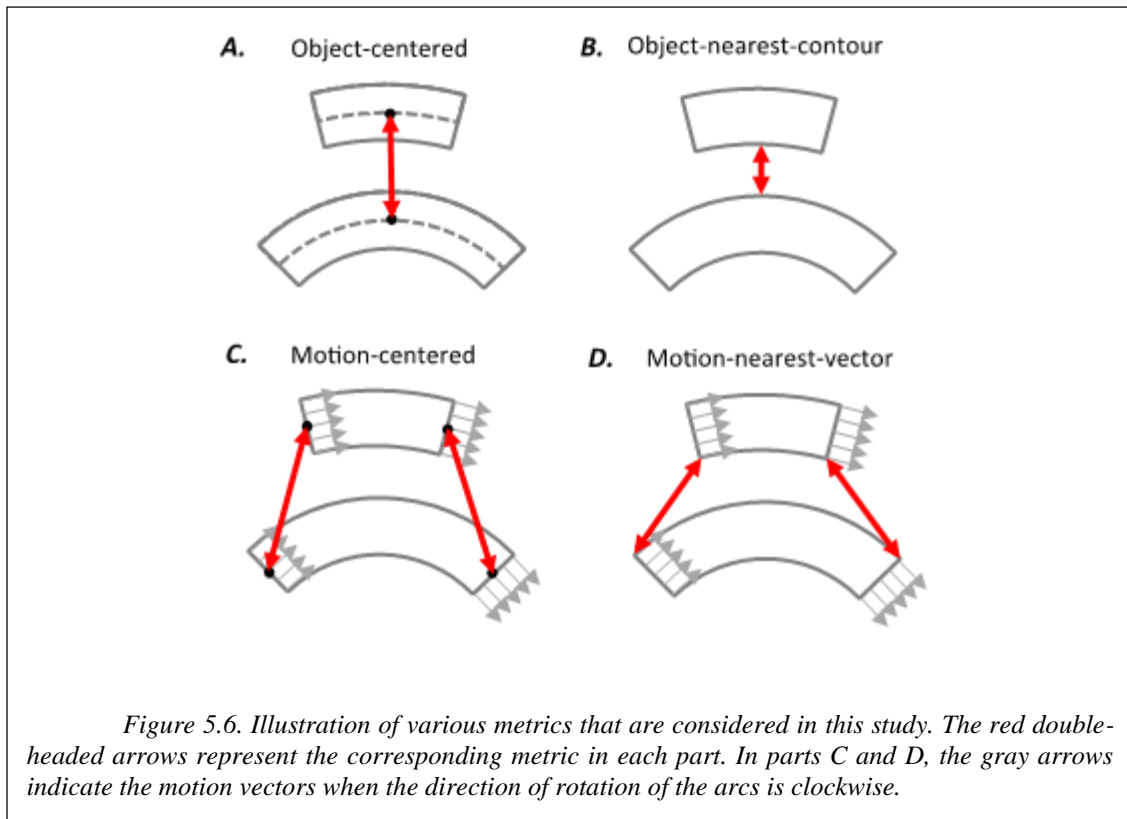 A. Object-centered
B. Object-nearest-contour
C. Motion-centered
D. Motion-nearest-vector
Figure 5.6. Illustration of various metrics that are considered in this study. The red double-
headed arrows represent the corresponding metric in each part. In parts C and D, the gray arrows
indicate the motion vectors when the direction of rotation of the arcs is clockwise.